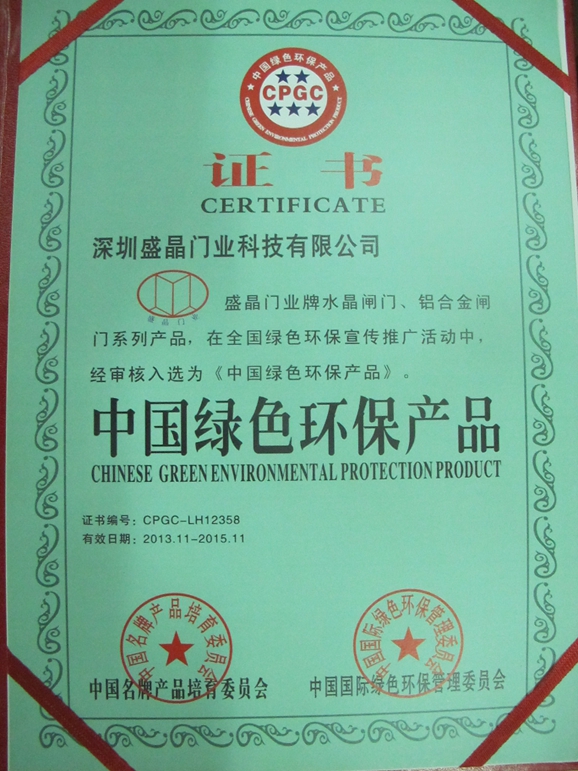 中国绿色环保产品
CPGC
CHINESE GREEN ENVIRONMENTAL PROTECTION PRODUCT
证 书
CERTIFICATE
深圳盛晶门业科技有限公司
盛晶门业牌水晶闸门、铝合金闸
门系列产品，在全国绿色环保宣传推广活动中，
经审核入选为《中国绿色环保产品》。
中国绿色环保产品
CHINESE GREEN ENVIRONMENTAL PROTECTION PRODUCT
证书编号：CPGC-LH12358
有效日期：2013.11-2015.11
中国名牌产品培育委员会
中国国际绿色环保管理委员会
中国名牌产品培育委员会
中国国际绿色环保管理委员会